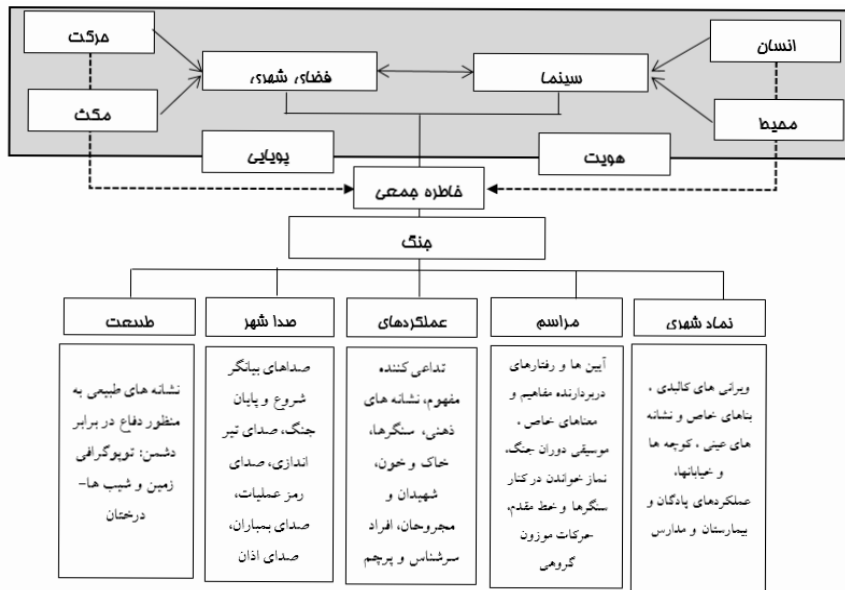 انسان
حرکت
سینما
فضای شهری
محیط
مکث
هویت
پویایی
خاطره جمعی
جنگ
نماد شهری
ویرانی های کالبدی ،
بناهای خاص و نشانه
های عینی ، کوچه ها
و خیابانها،
عملکردهای پادگان و
بیمارستان و مدارس
مراسم
آیین ها و رفتارهای
دربردارنده مفاهیم و
معناهای خاص ،
موسیقی دوران جنگ،
نماز خواندن در کنار
سنگرها و خط مقدم،
حرکات موزون
گروهی
عملکردهای
تداعی کننده
مفهوم، نشانه های
ذهنی، سنگرها،
خاک و خون،
شهیدان و
مجروحان، افراد
سرشناس و پرچم
صدا شهر
صداهای بیانگر
شروع و پایان
جنگ، صدای تیر
اندازی، صدای
رمز عملیات،
صدای بمباران،
صدای اذان
طبیعت
نشانه های طبیعی به
منظور دفاع در برابر
دشمن: توپوگرافی
زمین و شیب ها-
درختان